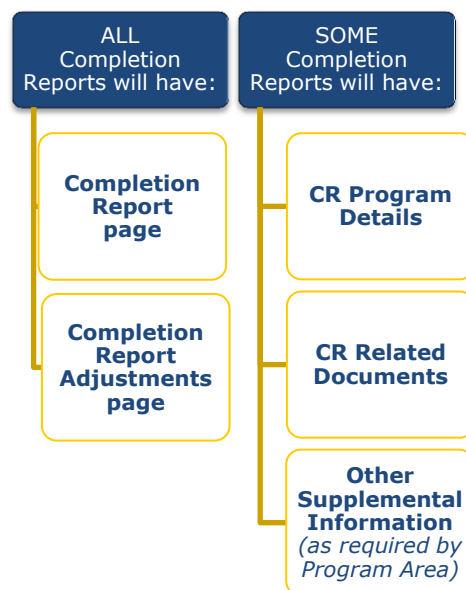 ALL
Completion
Reports will have:
Completion
Report
page
Completion
Report
Adjustments
page
SOME
Completion
Reports will have:
CR Program
Details
CR Related
Documents
Other
Supplemental
Information
(as required by
Program Area)